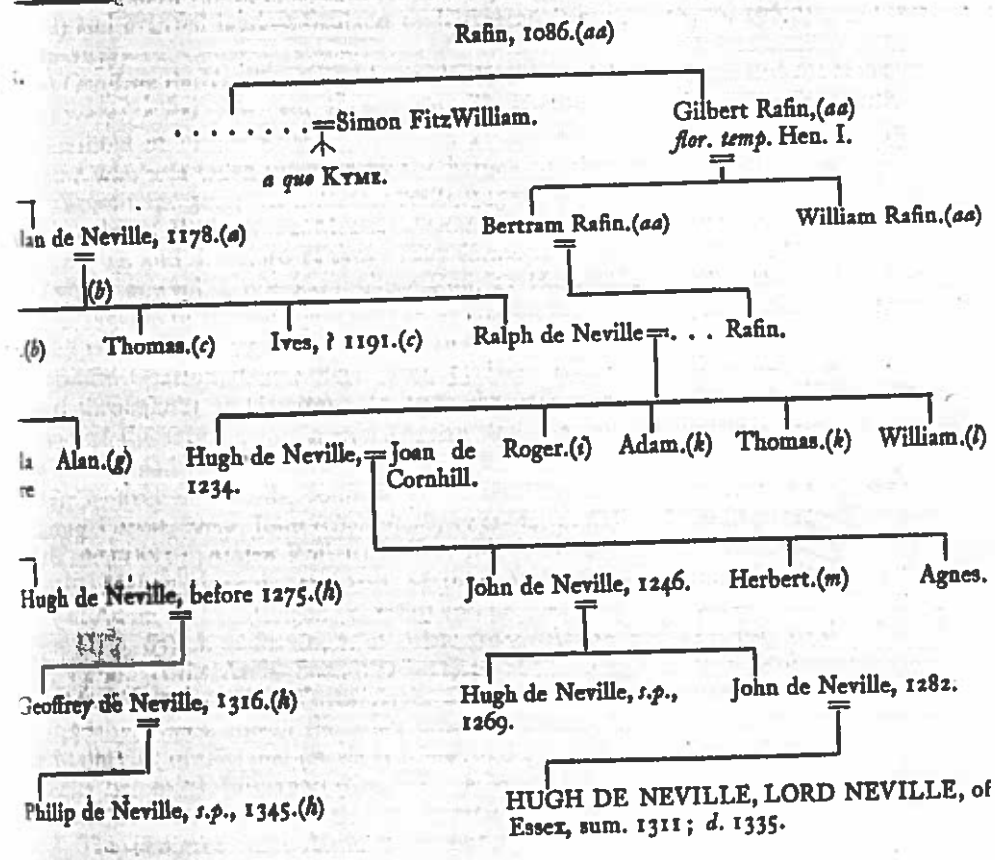 Rafin, 1086.(aa)
. . . . . . . . =Simon FitzWilliam.
Gilbert Rafin,(aa)
flor. temp. Hen. I.
a quo KYME.
Bertram Rafin.(aa)
William Rafin.(aa)
lan de Neville, 1178.(a)
(b)
.(b)
Thomas.(c)
Ives, ? 1191.(c)
Ralph de Neville=. . . Rafin.
la
re
Alan.(g)
Hugh de Neville,=Joan de
1234. Cornhill.
Roger.(i)
Adam.(k)
Thomas.(k)
William.(l)
Hugh de Neville, before 1275.(h)
John de Neville, 1246.
Herbert.(m)
Agnes.
Geoffrey de Neville, 1316.(h)
Hugh de Neville, s.p.,
1269.
John de Neville, 1282.
Philip de Neville, s.p., 1345.(h)
HUGH DE NEVILLE, LORD NEVILLE, of
Essex, sum. 1311; d. 1335.